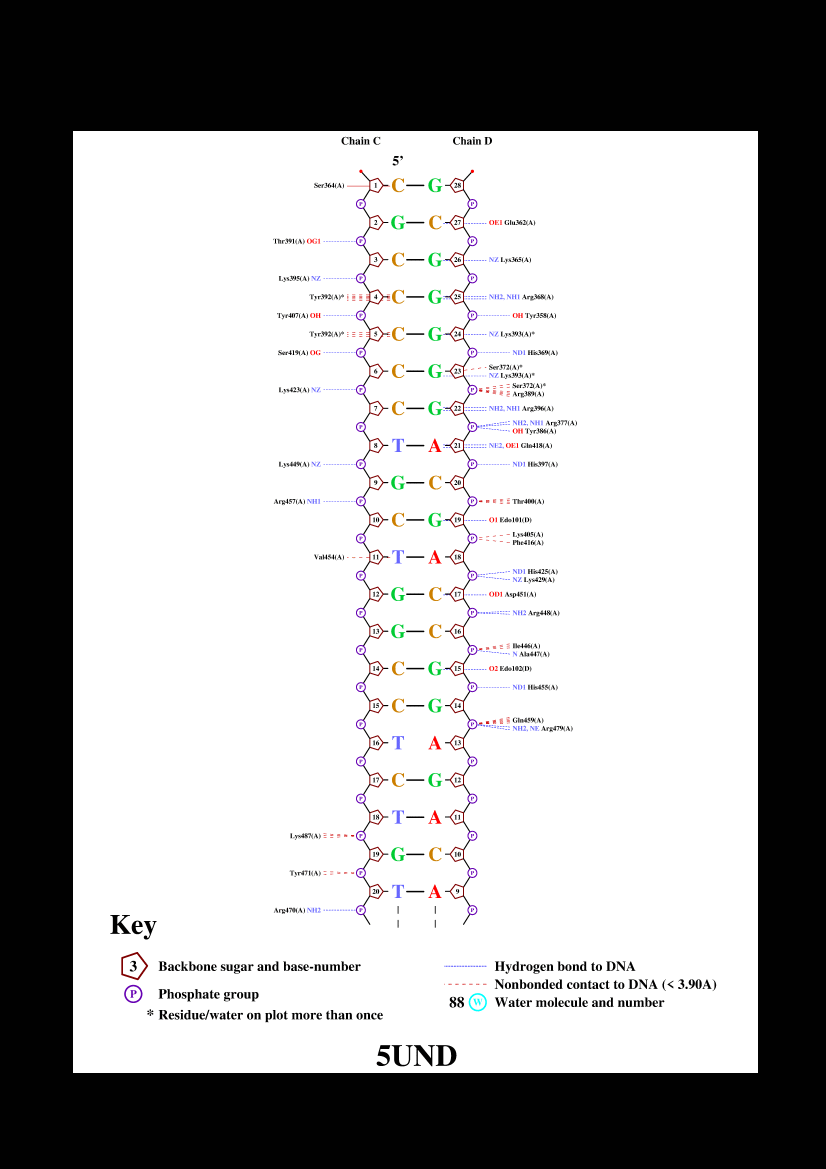 Chain C Chain D
5'
Ser364(A) 1 C G 28
P P
2 G C 27 OE1 Glu362(A)
Thr391(A) OG1 P P
3 C G 26 NZ Lys365(A)
Lys395(A) NZ P P
Tyr392(A)* 4 C G 25 NH2, NH1 Arg368(A)
Tyr407(A) OH P P OH Tyr358(A)
Tyr392(A)* 5 C G 24 NZ Lys393(A)*
Ser419(A) OG P P ND1 His369(A)
Ser372(A)*
6 C G 23
NZ Lys393(A)*
Ser372(A)*
Lys423(A) NZ P P
Arg389(A)
7 C G 22 NH2, NH1 Arg396(A)
NH2, NH1 Arg377(A)
P P
OH Tyr386(A)
8 T A 21 NE2, OE1 Gln418(A)
Lys449(A) NZ P P ND1 His397(A)
9 G C 20
Arg457(A) NH1 P P Thr400(A)
10 C G 19 O1 Edo101(D)
Lys405(A)
P P
Phe416(A)
Val454(A) 11 T A 18
ND1 His425(A)
P P
NZ Lys429(A)
12 G C 17 OD1 Asp451(A)
P P NH2 Arg448(A)
13 G C 16
Ile446(A)
P P
N Ala447(A)
14 C G 15 O2 Edo102(D)
P P ND1 His455(A)
15 C G 14
Gln459(A)
P P
NH2, NE Arg479(A)
16 T A 13
P P
17 C G 12
P P
18 T A 11
Lys487(A) P P
19 G C 10
Tyr471(A) P P
20 T A 9
Arg470(A) NH2 P P
Key
3 Backbone sugar and base-number
P Phosphate group
* Residue/water on plot more than once
Hydrogen bond to DNA
Nonbonded contact to DNA (< 3.90A)
88 W Water molecule and number
5UND